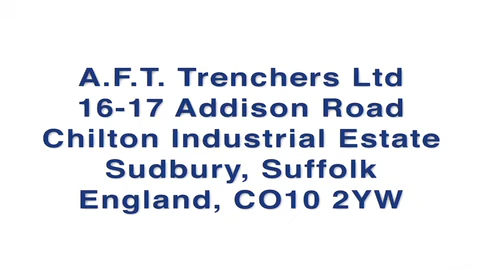 A.F.T. Trenchers Ltd
16-17 Addison Road
Chilton Industrial Estate
Sudbury, Suffolk
England, CO10 2YW